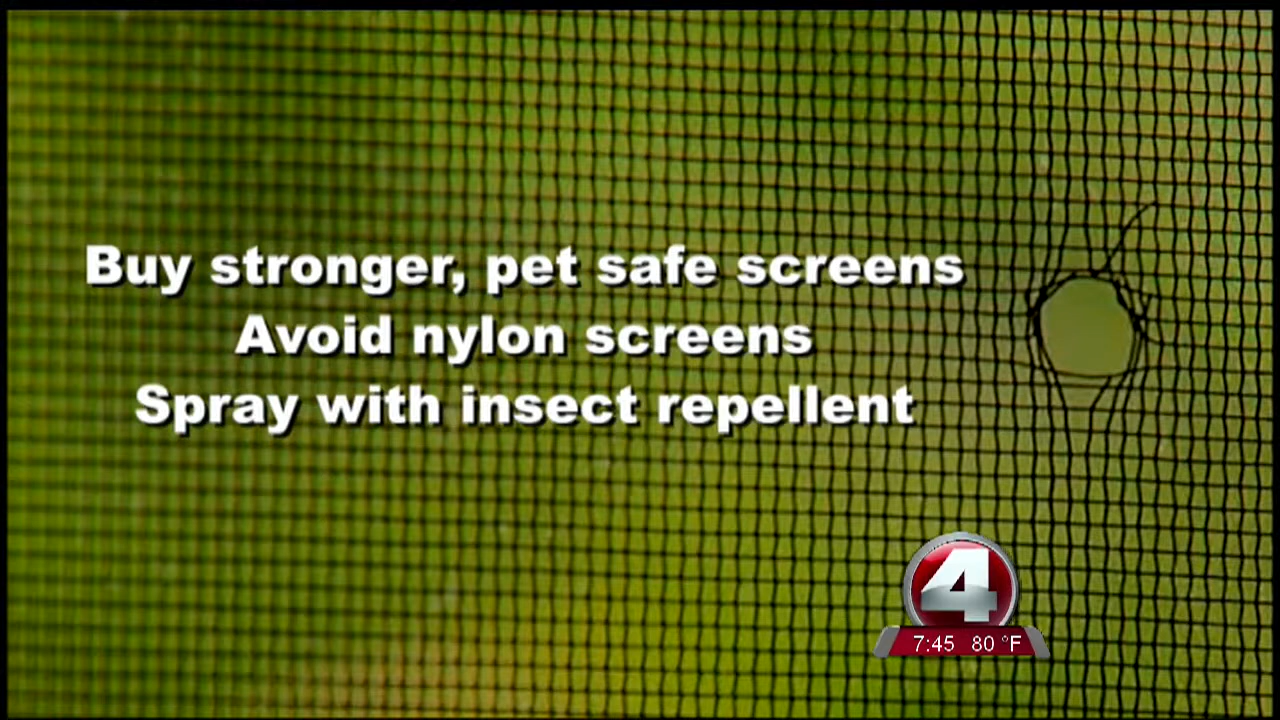 Buy stronger, pet safe screens
Avoid nylon screens
Spray with insect repellent
4
7:45 80 °F